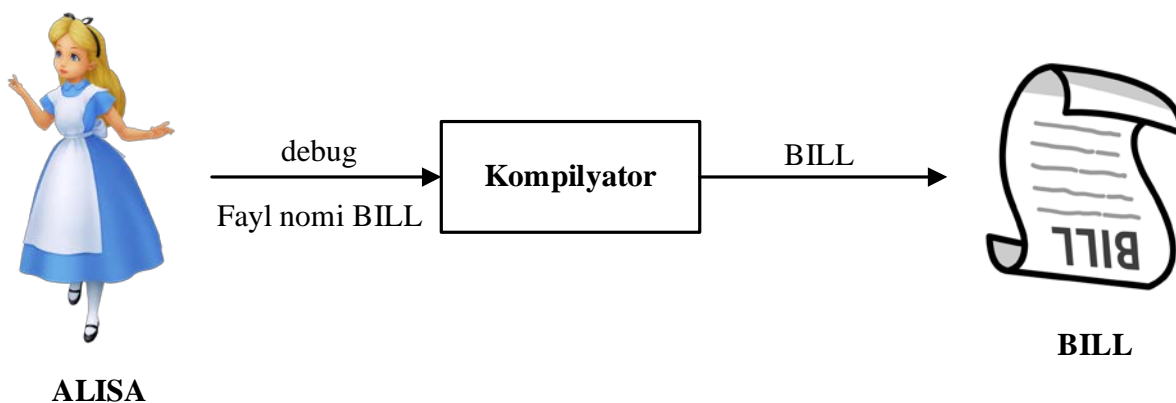 debug
Fayl nomi BILL
Kompilyator
BILL
BILL
BILL
ALISA